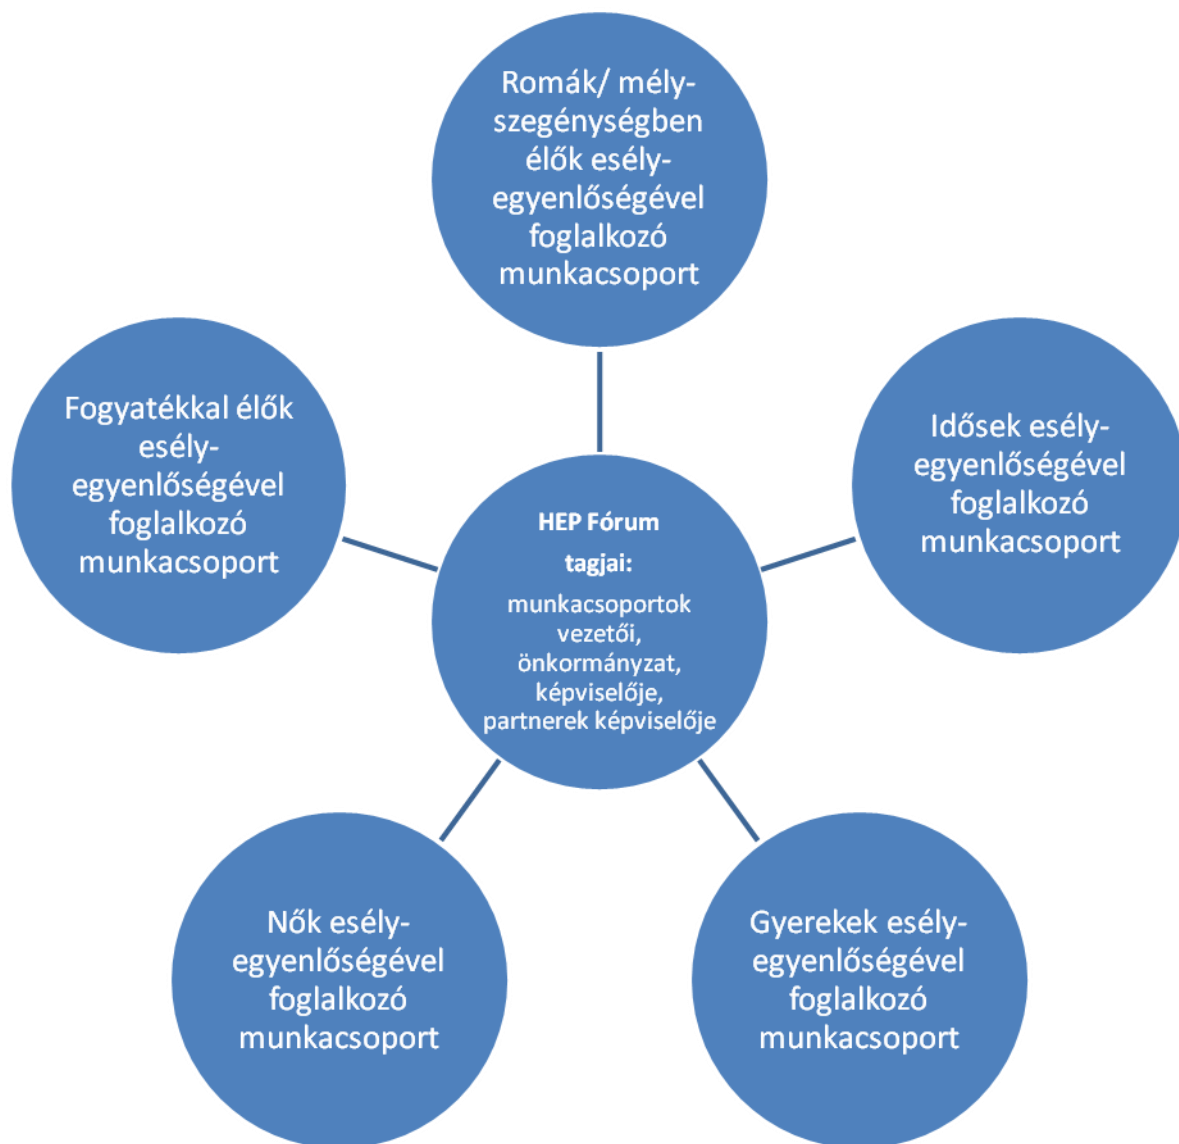 Romák/ mély-
szegénységben
élők esély-
egyenlőségével
foglalkozó
munkacsoport
Fogyatékkal élők
esély-
egyenlőségével
foglalkozó
munkacsoport
Idősek esély-
egyenlőségével
foglalkozó
munkacsoport
HEP Fórum
tagjai:
munkacsoportok
vezetői,
önkormányzat,
képviselője,
partnerek képviselője
Nők esély-
egyenlőségével
foglalkozó
munkacsoport
Gyerekek esély-
egyenlőségével
foglalkozó
munkacsoport